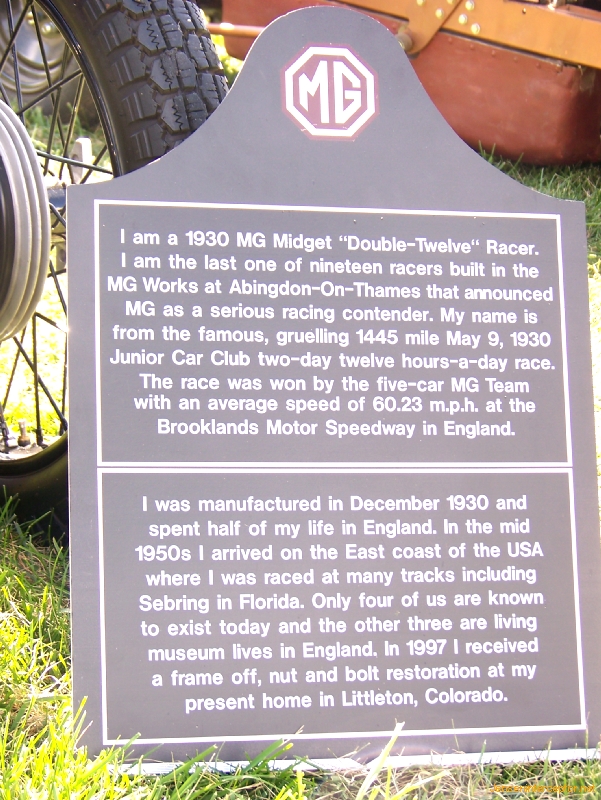 MG
I am a 1930 MG Midget “Double-Twelve“ Racer.
I am the last one of nineteen racers built in the
MG Works at Abingdon-On-Thames that announced
MG as a serious racing contender. My name is
from the famous, gruelling 1445 mile May 9, 1930
Junior Car Club two-day twelve hours-a-day race.
The race was won by the five-car MG Team
with an average speed of 60.23 m.p.h. at the
Brooklands Motor Speedway in England.
I was manufactured in December 1930 and
spent half of my life in England. In the mid
1950s I arrived on the East coast of the USA
where I was raced at many tracks including
Sebring in Florida. Only four of us are known
to exist today and the other three are living
museum lives in England. In 1997 I received
a frame off, nut and bolt restoration at my
present home in Littleton, Colorado.